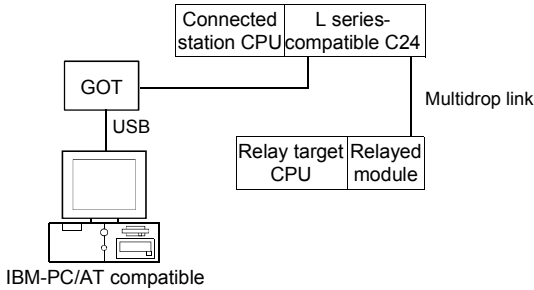 Connected
station CPU
L series-
compatible C24
GOT
Multidrop link
USB
Relay target
CPU
Relayed
module
IBM-PC/AT compatible